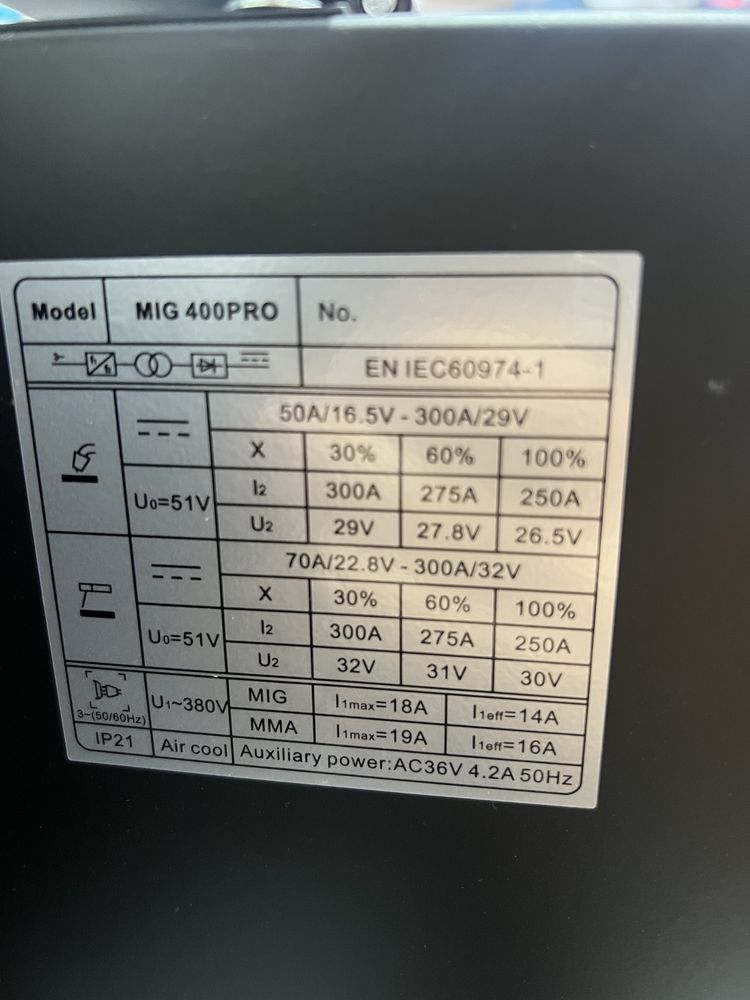 Model MIG 400PRO No.
EN IEC60974-1
50A/16.5V - 300A/29V
X 30% 60% 100%
U₀=51V I₂ 300A 275A 250A
U₂ 29V 27.8V 26.5V
70A/22.8V - 300A/32V
X 30% 60% 100%
U₀=51V I₂ 300A 275A 250A
U₂ 32V 31V 30V
3~(50/60Hz) U₁~380V MIG I₁max=18A I₁eff=14A
MMA I₁max=19A I₁eff=16A
IP21 Air cool Auxiliary power:AC36V 4.2A 50Hz